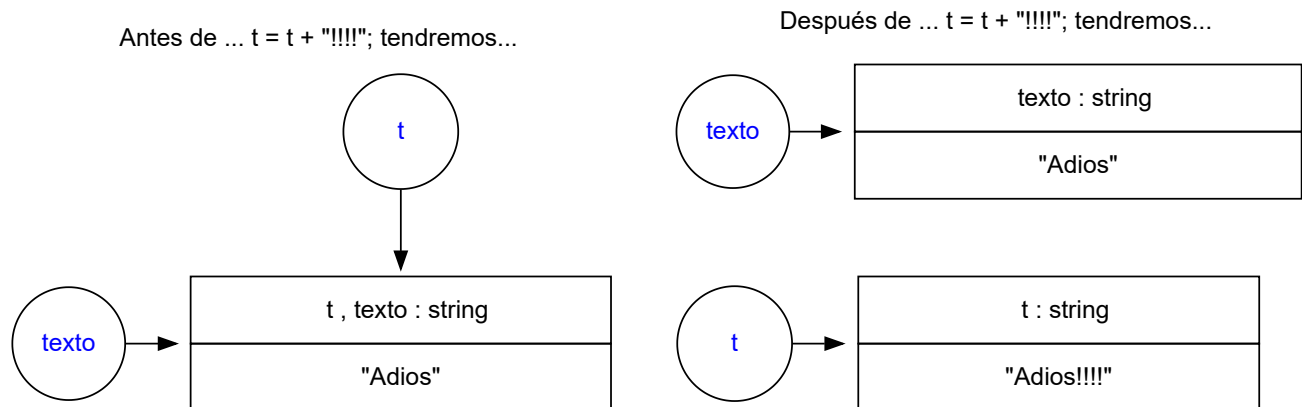 Antes de ... t = t + "!!!!"; tendremos...
t
texto
t , texto : string
"Adios"
Después de ... t = t + "!!!!"; tendremos...
texto
texto : string
"Adios"
t
t : string
"Adios!!!!"